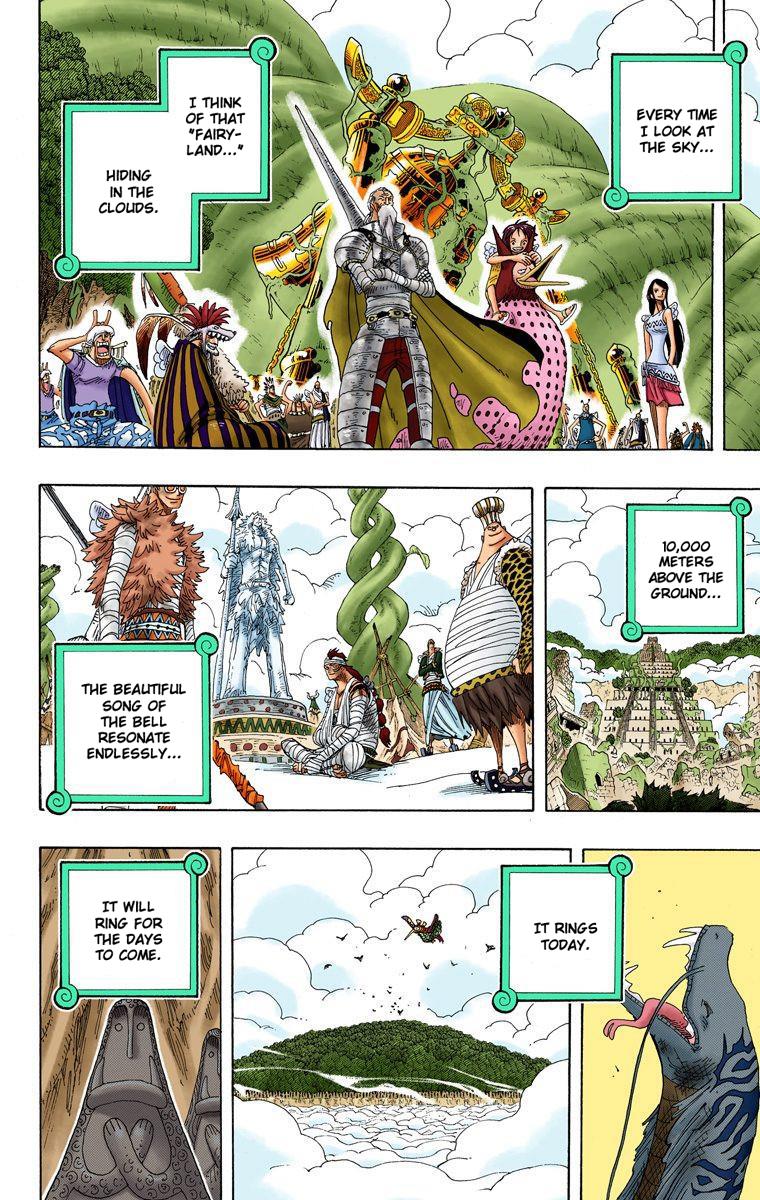 EVERY TIME
I LOOK AT
THE SKY...
I THINK
OF THAT
"FAIRY-
LAND..."
HIDING
IN THE
CLOUDS.
10,000
METERS
ABOVE THE
GROUND...
THE BEAUTIFUL
SONG OF
THE BELL
RESONATE
ENDLESSLY...
IT RINGS
TODAY.
IT WILL
RING FOR
THE DAYS
TO COME.